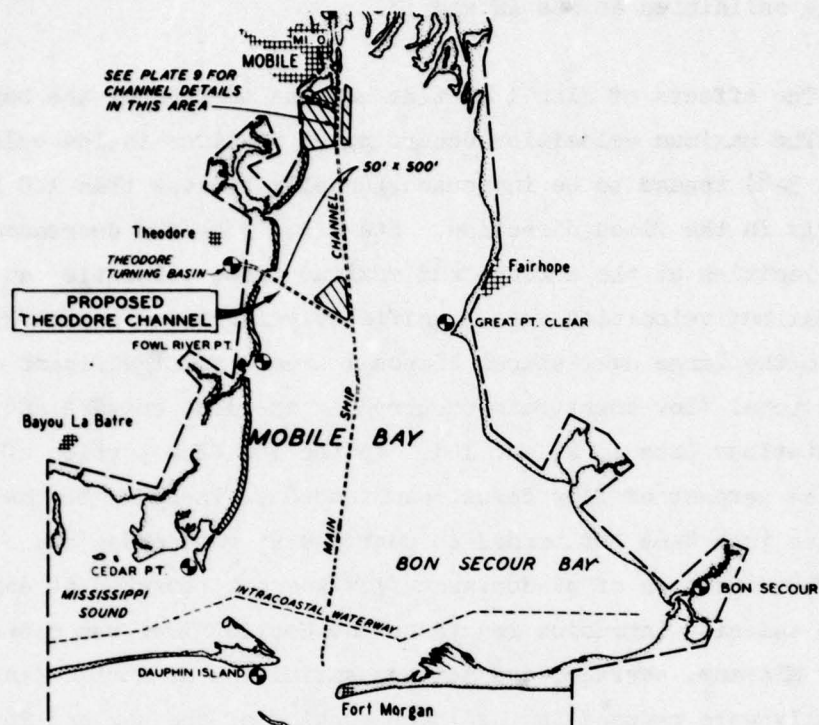 MOBILE
SEE PLATE 9 FOR
CHANNEL DETAILS
IN THIS AREA
50' X 500'
CHANNEL
Theodore
THEODORE
TURNING BASIN
Fairhope
PROPOSED
THEODORE CHANNEL
GREAT PT. CLEAR
FOWL RIVER PT.
Bayou La Batre
MOBILE BAY
SHIP
MAIN
CEDAR PT.
BON SECOUR BAY
BON SECOUR
MISSISSIPPI
SOUND
INTRACOASTAL WATERWAY
DAUPHIN ISLAND
Fort Morgan